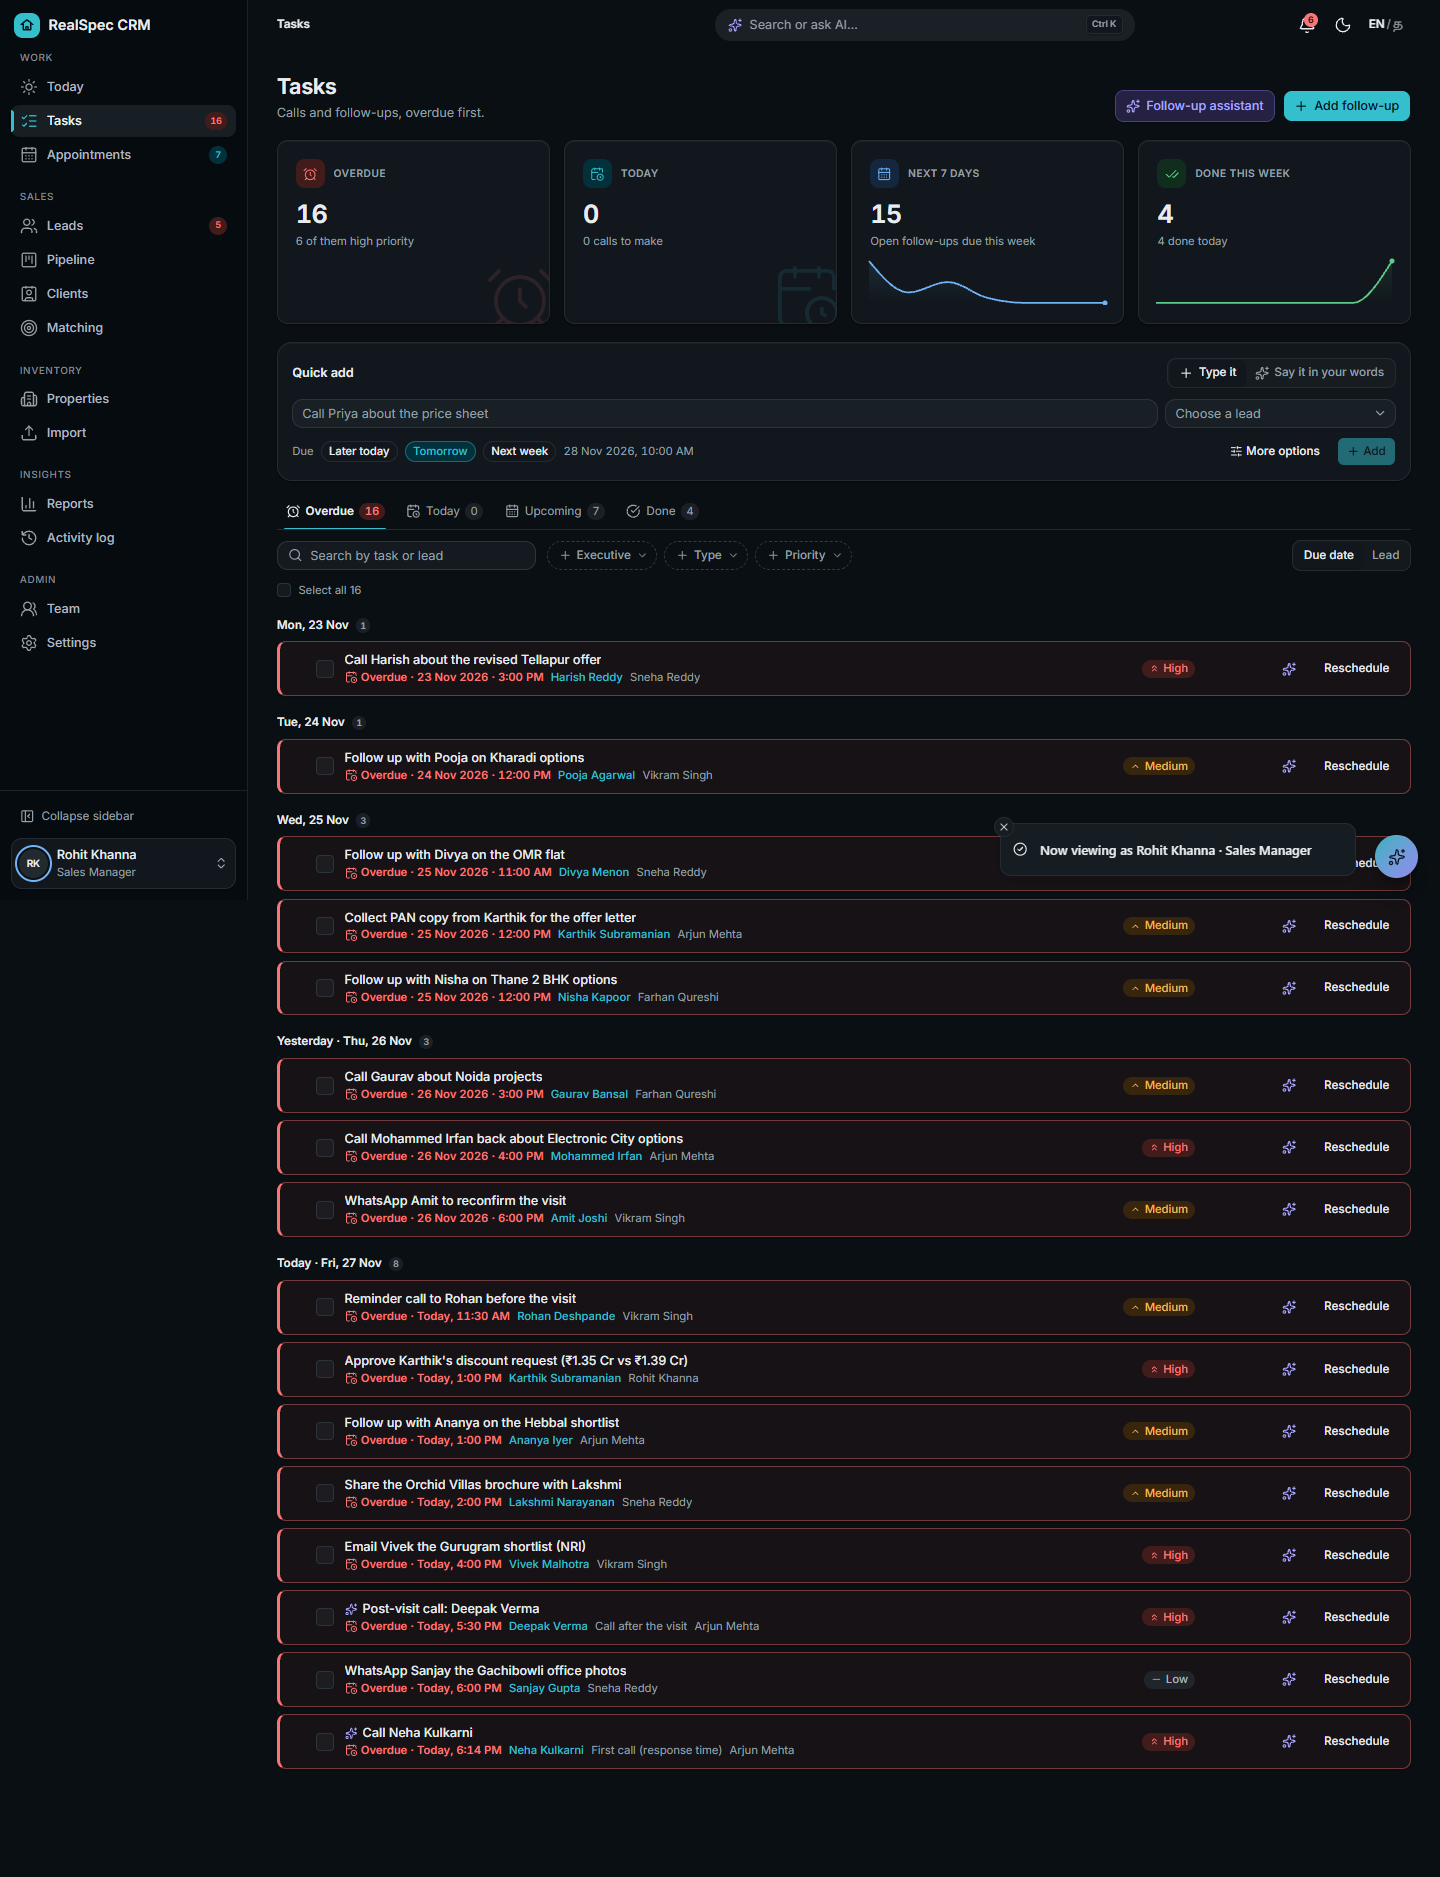 RealSpec CRM
WORK
Today
Tasks 16
Appointments 7
SALES
Leads 5
Pipeline
Clients
Matching
INVENTORY
Properties
Import
INSIGHTS
Reports
Activity log
ADMIN
Team
Settings
Collapse sidebar
RK Rohit Khanna
Sales Manager
Tasks
Search or ask AI... Ctrl K
6
EN / த
Tasks
Calls and follow-ups, overdue first.
Follow-up assistant
Add follow-up
OVERDUE
16
6 of them high priority
TODAY
0
0 calls to make
NEXT 7 DAYS
15
Open follow-ups due this week
DONE THIS WEEK
4
4 done today
Quick add
Type it Say it in your words
Call Priya about the price sheet
Choose a lead
Due Later today Tomorrow Next week 28 Nov 2026, 10:00 AM
More options + Add
Overdue 16 Today 0 Upcoming 7 Done 4
Search by task or lead
+ Executive + Type + Priority
Due date Lead
Select all 16
Mon, 23 Nov 1
Call Harish about the revised Tellapur offer
Overdue · 23 Nov 2026 · 3:00 PM Harish Reddy Sneha Reddy
High Reschedule
Tue, 24 Nov 1
Follow up with Pooja on Kharadi options
Overdue · 24 Nov 2026 · 12:00 PM Pooja Agarwal Vikram Singh
Medium Reschedule
Wed, 25 Nov 3
Follow up with Divya on the OMR flat
Overdue · 25 Nov 2026 · 11:00 AM Divya Menon Sneha Reddy
Now viewing as Rohit Khanna · Sales Manager
Collect PAN copy from Karthik for the offer letter
Overdue · 25 Nov 2026 · 12:00 PM Karthik Subramanian Arjun Mehta
Medium Reschedule
Follow up with Nisha on Thane 2 BHK options
Overdue · 25 Nov 2026 · 12:00 PM Nisha Kapoor Farhan Qureshi
Medium Reschedule
Yesterday · Thu, 26 Nov 3
Call Gaurav about Noida projects
Overdue · 26 Nov 2026 · 3:00 PM Gaurav Bansal Farhan Qureshi
Medium Reschedule
Call Mohammed Irfan back about Electronic City options
Overdue · 26 Nov 2026 · 4:00 PM Mohammed Irfan Arjun Mehta
High Reschedule
WhatsApp Amit to reconfirm the visit
Overdue · 26 Nov 2026 · 6:00 PM Amit Joshi Vikram Singh
Medium Reschedule
Today · Fri, 27 Nov 8
Reminder call to Rohan before the visit
Overdue · Today, 11:30 AM Rohan Deshpande Vikram Singh
Medium Reschedule
Approve Karthik's discount request (₹1.35 Cr vs ₹1.39 Cr)
Overdue · Today, 1:00 PM Karthik Subramanian Rohit Khanna
High Reschedule
Follow up with Ananya on the Hebbal shortlist
Overdue · Today, 1:00 PM Ananya Iyer Arjun Mehta
Medium Reschedule
Share the Orchid Villas brochure with Lakshmi
Overdue · Today, 2:00 PM Lakshmi Narayanan Sneha Reddy
Medium Reschedule
Email Vivek the Gurugram shortlist (NRI)
Overdue · Today, 4:00 PM Vivek Malhotra Vikram Singh
High Reschedule
Post-visit call: Deepak Verma
Overdue · Today, 5:30 PM Deepak Verma Call after the visit Arjun Mehta
High Reschedule
WhatsApp Sanjay the Gachibowli office photos
Overdue · Today, 6:00 PM Sanjay Gupta Sneha Reddy
Low Reschedule
Call Neha Kulkarni
Overdue · Today, 6:14 PM Neha Kulkarni First call (response time) Arjun Mehta
High Reschedule